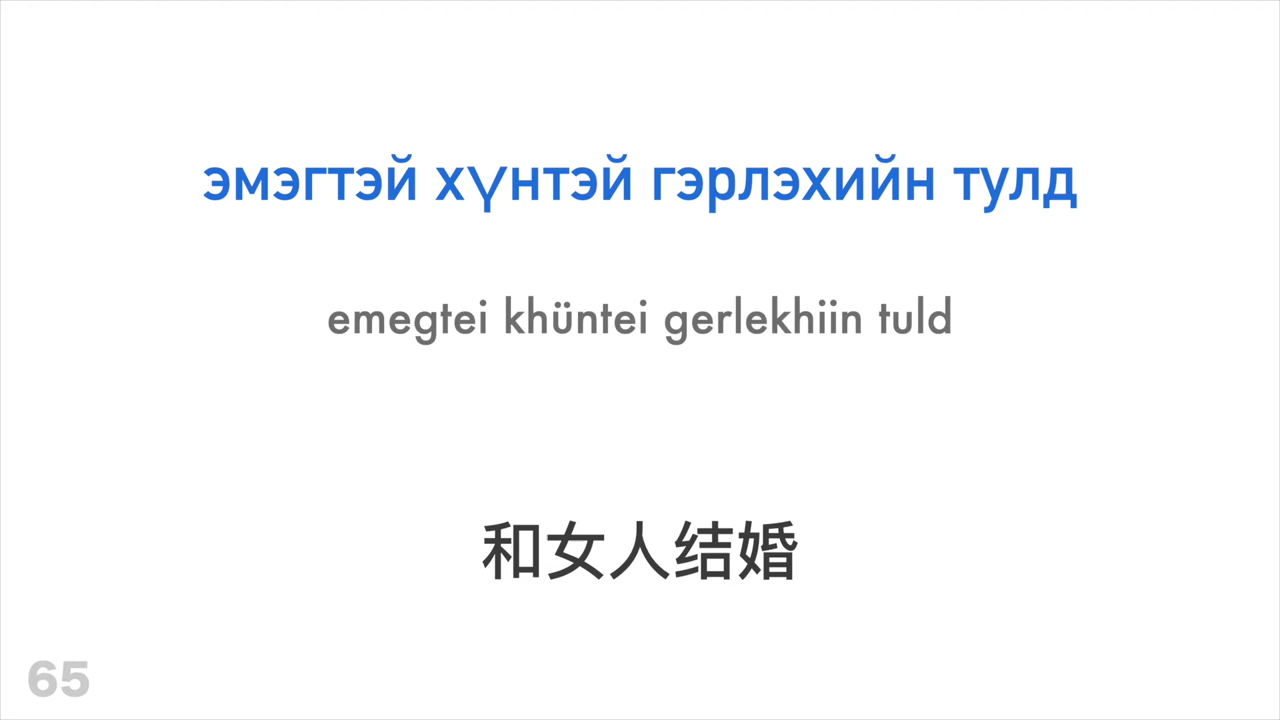 эмэгтэй хүнтэй гэрлэхийн тулд
emegtei khüntei gerlekhiin tuld
和女人结婚
65